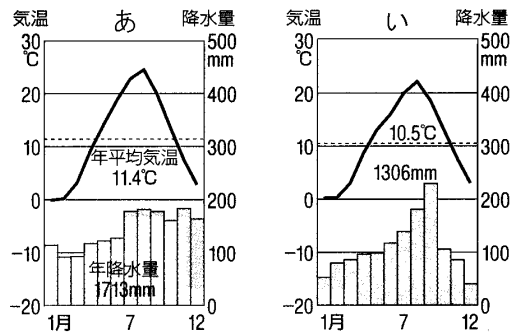 気温 あ 降水量
30 500
℃ mm
20 400
10 300
年平均気温
11.4℃
0 200
-10 100
年降水量
1713mm
-20 0
1月 7 12
気温 い 降水量
30 500
℃ mm
20 400
10 300
10.5℃
1306mm
0 200
-10 100
-20 0
1月 7 12